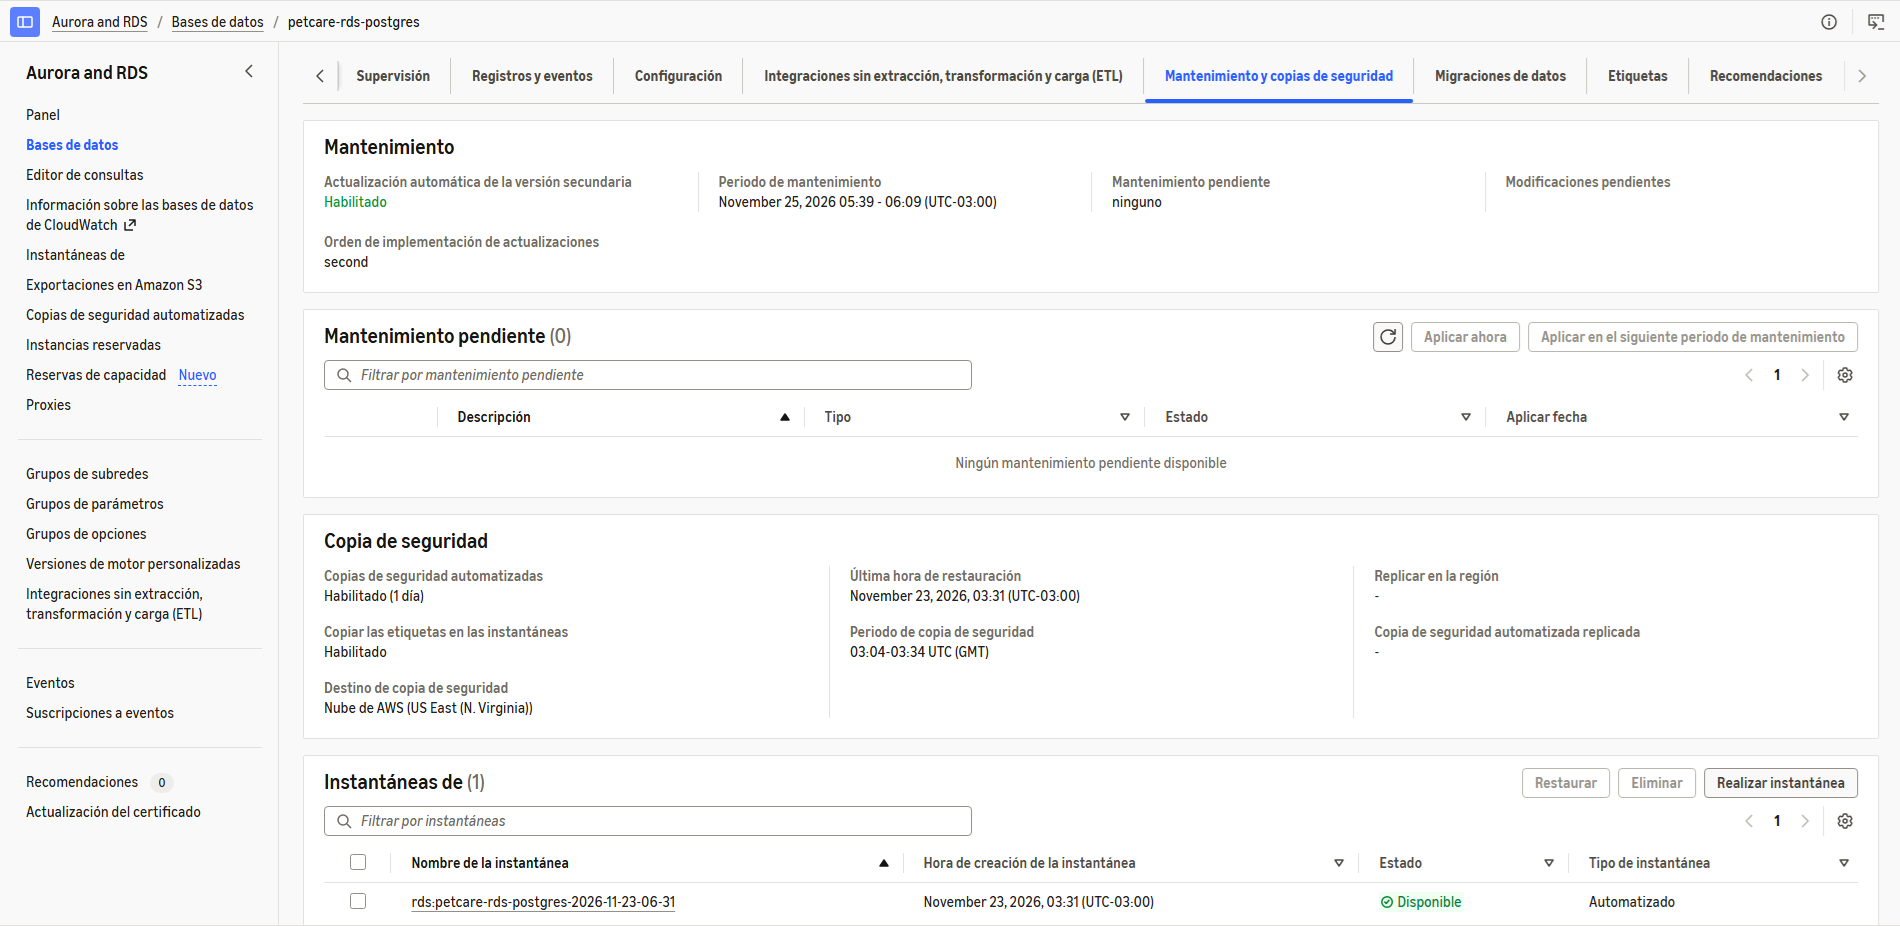 Aurora and RDS / Bases de datos / petcare-rds-postgres
Aurora and RDS
Panel
Bases de datos
Editor de consultas
Información sobre las bases de datos
de CloudWatch
Instantáneas de
Exportaciones en Amazon S3
Copias de seguridad automatizadas
Instancias reservadas
Reservas de capacidad Nuevo
Proxies
Grupos de subredes
Grupos de parámetros
Grupos de opciones
Versiones de motor personalizadas
Integraciones sin extracción,
transformación y carga (ETL)
Eventos
Suscripciones a eventos
Recomendaciones 0
Actualización del certificado
Supervisión Registros y eventos Configuración Integraciones sin extracción, transformación y carga (ETL) Mantenimiento y copias de seguridad Migraciones de datos Etiquetas Recomendaciones
Mantenimiento
Actualización automática de la versión secundaria
Habilitado
Orden de implementación de actualizaciones
second
Periodo de mantenimiento
November 25, 2026 05:39 - 06:09 (UTC-03:00)
Mantenimiento pendiente
ninguno
Modificaciones pendientes
Mantenimiento pendiente (0)
Aplicar ahora Aplicar en el siguiente periodo de mantenimiento
Filtrar por mantenimiento pendiente
1
Descripción Tipo Estado Aplicar fecha
Ningún mantenimiento pendiente disponible
Copia de seguridad
Copias de seguridad automatizadas
Habilitado (1 día)
Copiar las etiquetas en las instantáneas
Habilitado
Destino de copia de seguridad
Nube de AWS (US East (N. Virginia))
Última hora de restauración
November 23, 2026, 03:31 (UTC-03:00)
Periodo de copia de seguridad
03:04-03:34 UTC (GMT)
Replicar en la región
-
Copia de seguridad automatizada replicada
-
Instantáneas de (1)
Restaurar Eliminar Realizar instantánea
Filtrar por instantáneas
1
Nombre de la instantánea Hora de creación de la instantánea Estado Tipo de instantánea
rds:petcare-rds-postgres-2026-11-23-06-31 November 23, 2026, 03:31 (UTC-03:00) Disponible Automatizado